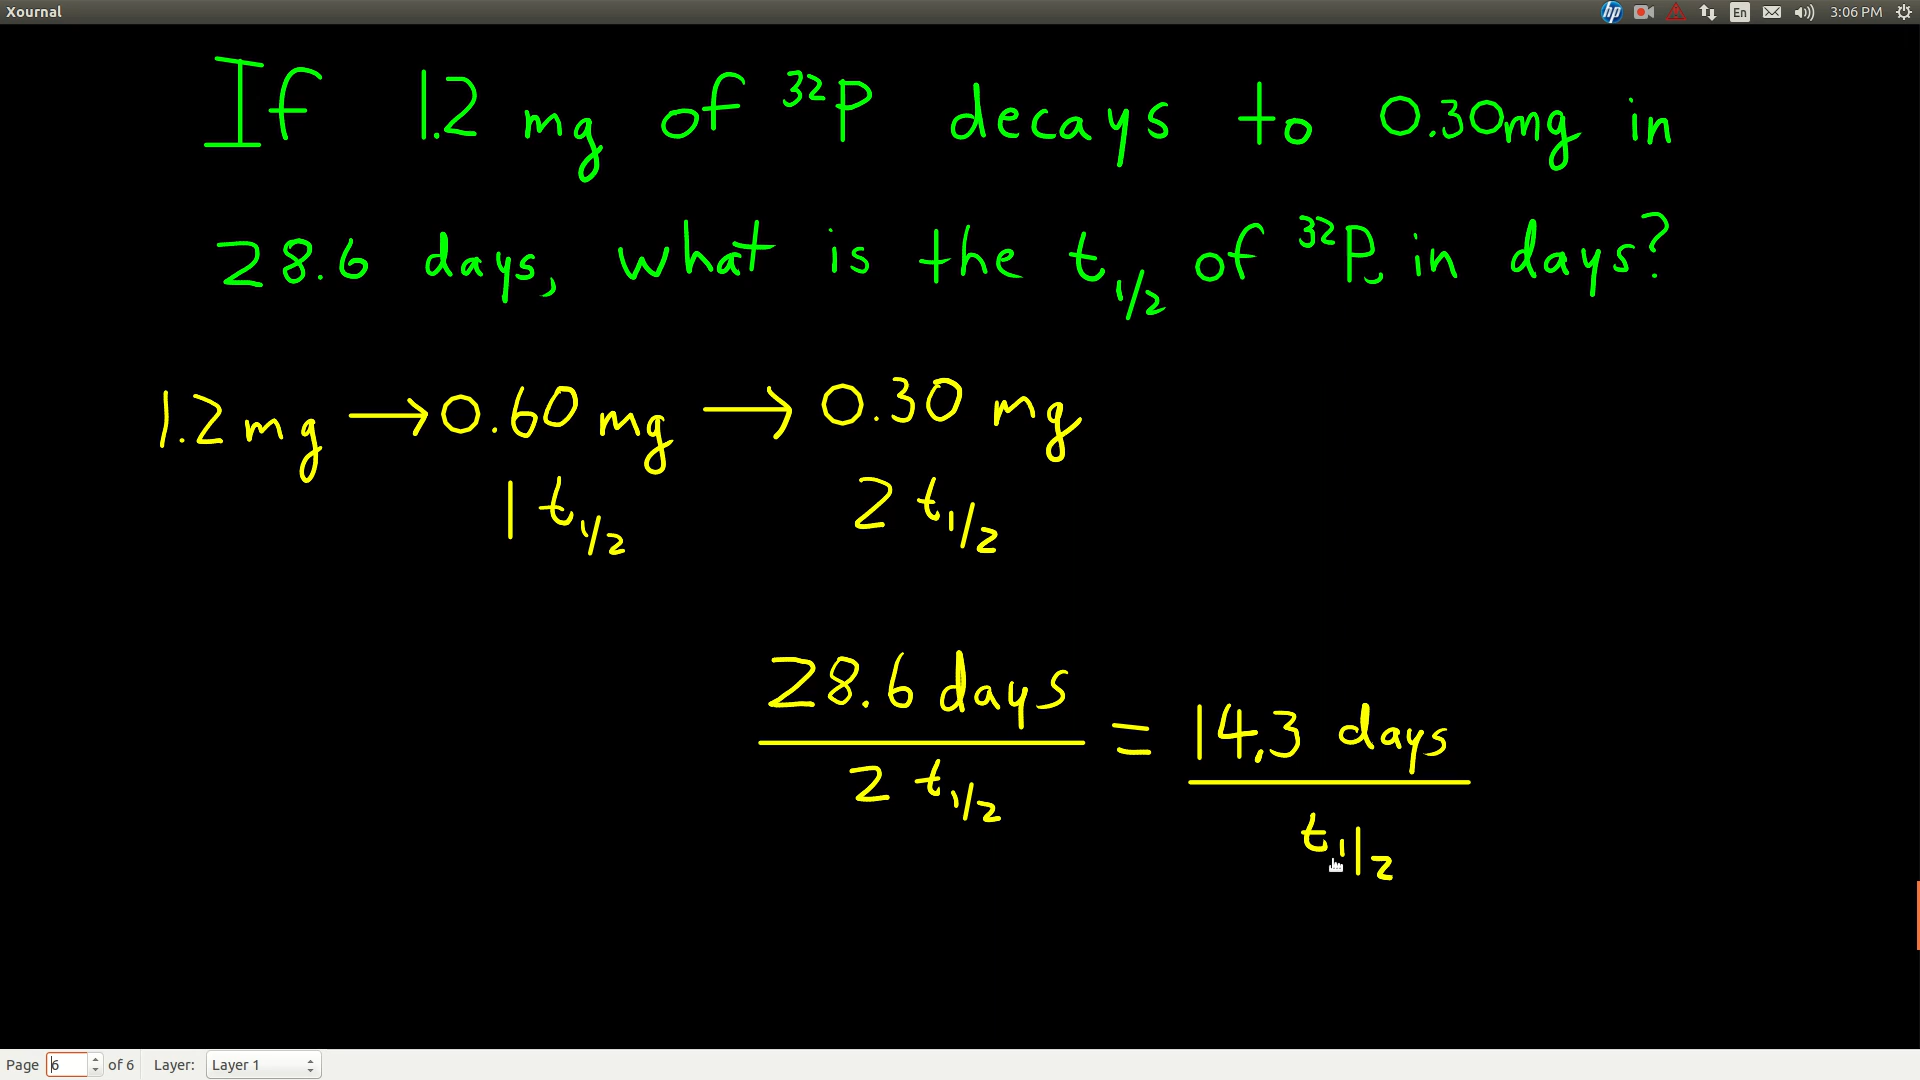 Xournal
hp En 3:06 PM
If 1.2 mg of ³²P decays to 0.30mg in
28.6 days, what is the t₁/₂ of ³²P, in days?
1.2 mg → 0.60 mg → 0.30 mg
1 t₁/₂ 2 t₁/₂
28.6 days
= 14.3 days
2 t₁/₂
t₁/₂
Page 6 of 6 Layer: Layer 1